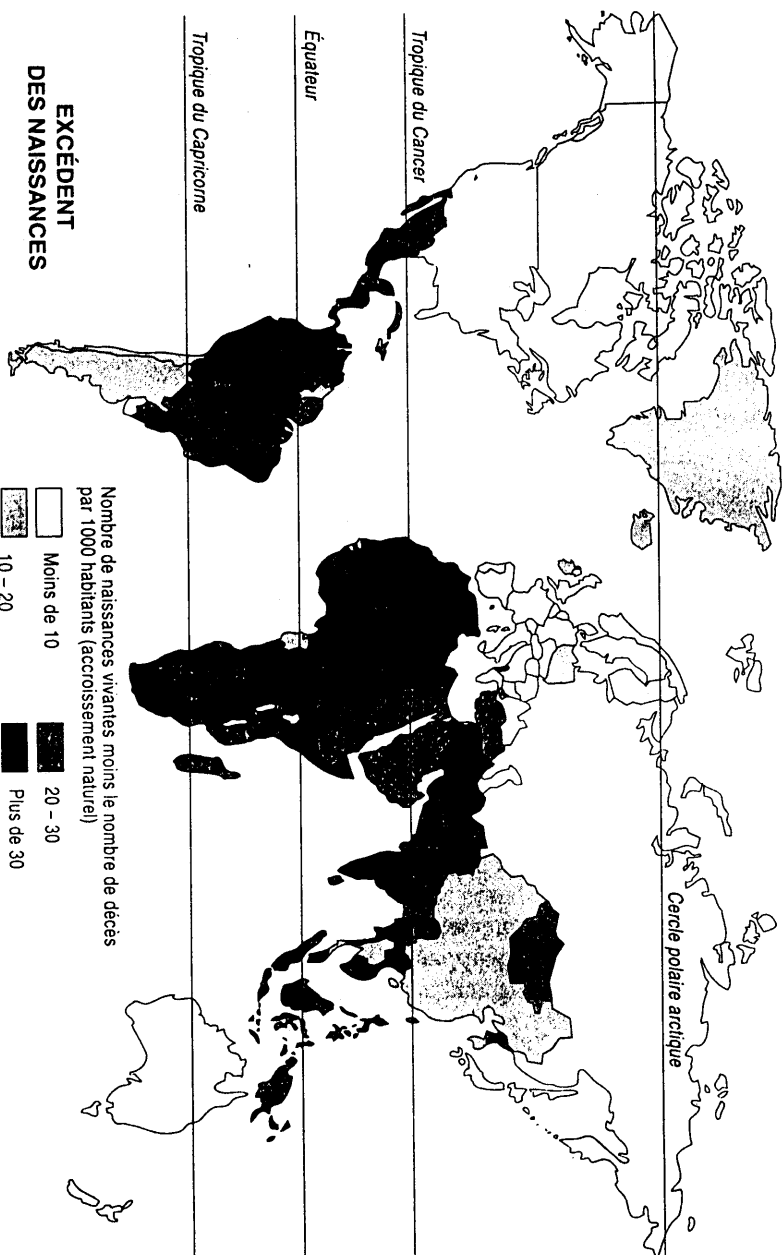 Cercle polaire arctique
Tropique du Cancer
Équateur
Tropique du Capricorne
EXCÉDENT
DES NAISSANCES
Nombre de naissances vivantes moins le nombre de décès
par 1000 habitants (accroissement naturel)
Moins de 10
20 – 30
10 – 20
Plus de 30